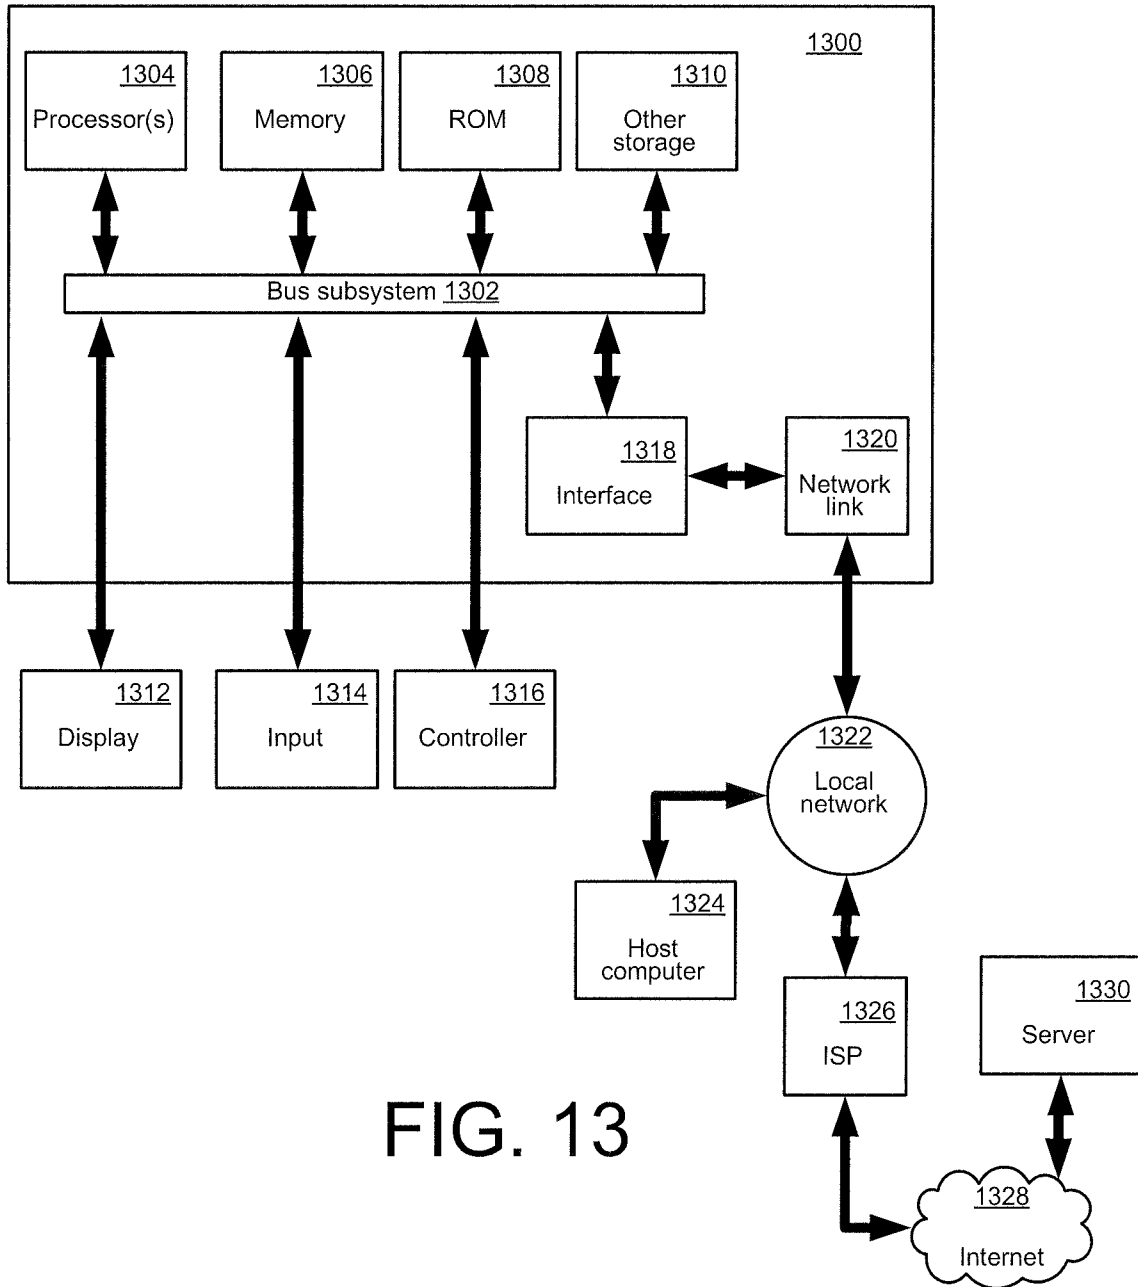 1300
1304
Processor(s)
1306
Memory
1308
ROM
1310
Other
storage
Bus subsystem 1302
1318
Interface
1320
Network
link
1312
Display
1314
Input
1316
Controller
1322
Local
network
1324
Host
computer
1326
ISP
1330
Server
1328
Internet
FIG. 13